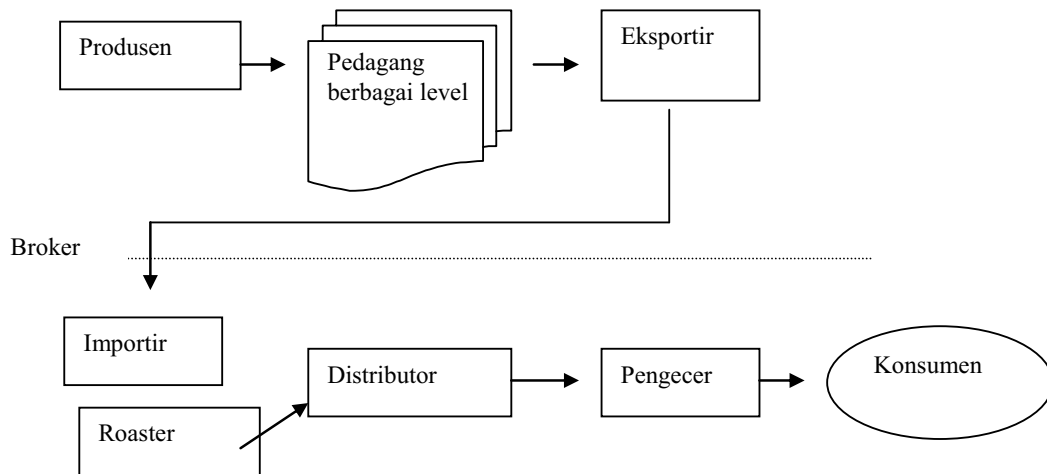 Produsen
Pedagang
berbagai level
Eksportir
Broker
Importir
Distributor
Pengecer
Konsumen
Roaster